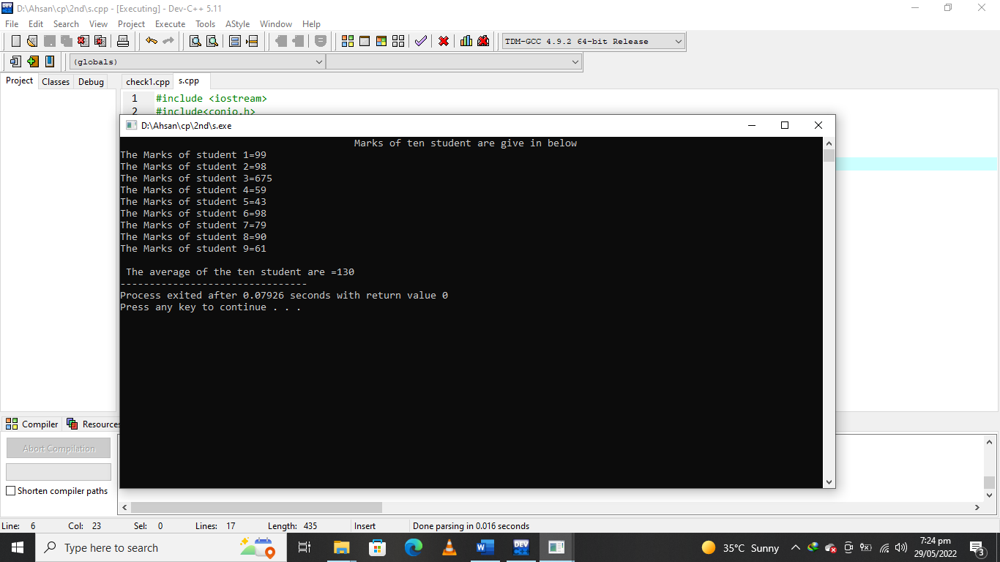 D:\Ahsan\cp\2nd\s.cpp - [Executing] - Dev-C++ 5.11
File Edit Search View Project Execute Tools AStyle Window Help
TDM-GCC 4.9.2 64-bit Release
(globals)
Project Classes Debug check1.cpp s.cpp
1 #include <iostream>
2 #include<conio.h>
D:\Ahsan\cp\2nd\s.exe
Marks of ten student are give in below
The Marks of student 1=99
The Marks of student 2=98
The Marks of student 3=675
The Marks of student 4=59
The Marks of student 5=43
The Marks of student 6=98
The Marks of student 7=79
The Marks of student 8=90
The Marks of student 9=61
The average of the ten student are =130
--------------------------------
Process exited after 0.07926 seconds with return value 0
Press any key to continue . . .
Compiler Resources
Abort Compilation
Shorten compiler paths
Line: 6 Col: 23 Sel: 0 Lines: 17 Length: 435 Insert Done parsing in 0.016 seconds
Type here to search
DEV
35°C Sunny
7:24 pm
29/05/2022
3